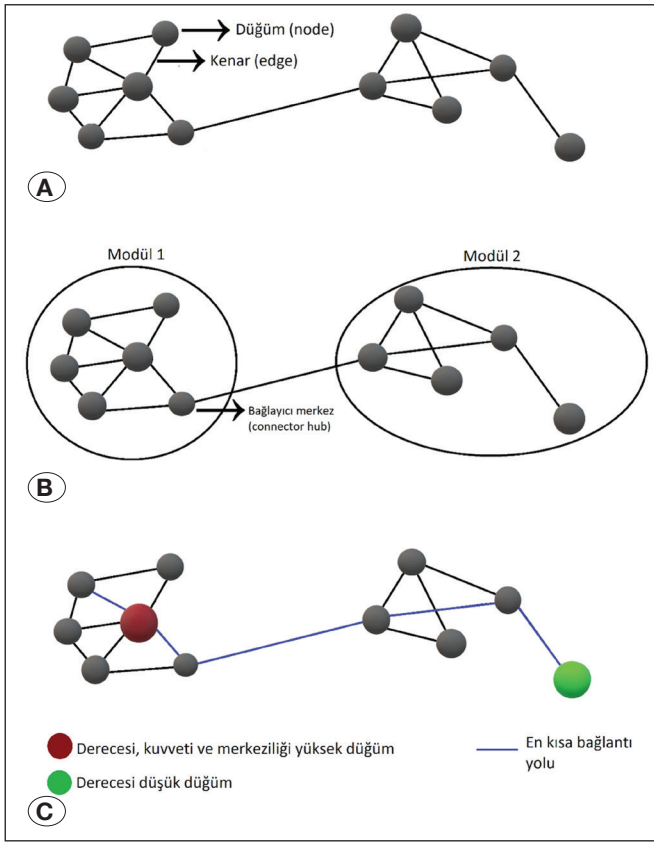 Düğüm (node)
Kenar (edge)
A
Modül 1
Modül 2
Bağlayıcı merkez
(connector hub)
B
Derecesi, kuvveti ve merkeziliği yüksek düğüm
En kısa bağlantı
yolu
Derecesi düşük düğüm
C